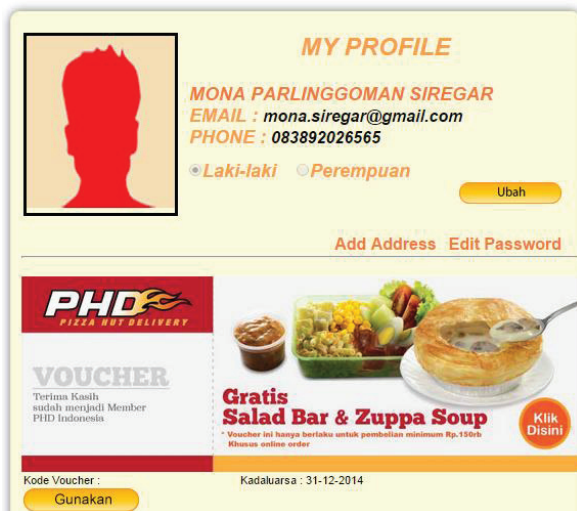 MY PROFILE
MONA PARLINGGOMAN SIREGAR
EMAIL : mona.siregar@gmail.com
PHONE : 083892026565
Laki-laki Perempuan
Ubah
Add Address Edit Password
PHD
PIZZA HUT DELIVERY
VOUCHER
Terima Kasih
sudah menjadi Member
PHD Indonesia
Gratis
Salad Bar & Zuppa Soup
* Voucher ini hanya berlaku untuk pembelian minimum Rp.150rb
Khusus online order
Klik
Disini
Kode Voucher : Kadaluarsa : 31-12-2014
Gunakan